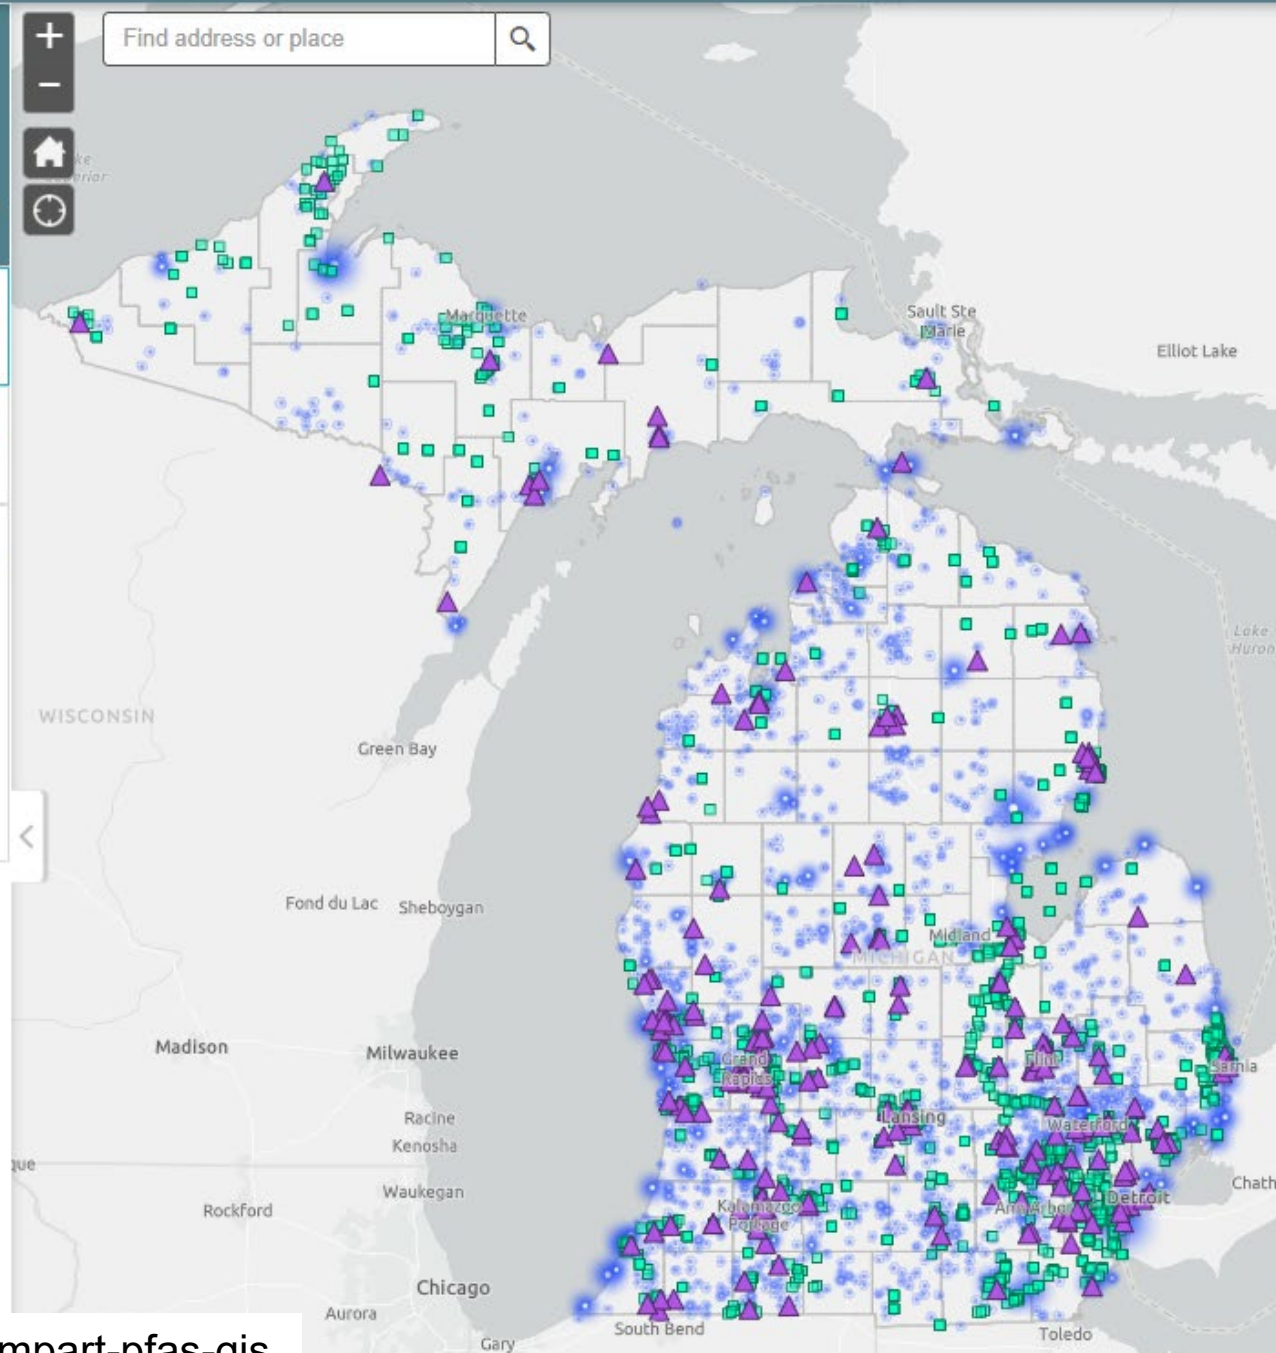 +
Find address or place
−
Marquette
Sault Ste
Marie
Elliot Lake
Lake
Huron
WISCONSIN
Green Bay
Fond du Lac
Sheboygan
Midland
MICHIGAN
Madison
Milwaukee
Grand
Rapids
Flint
Sarnia
Racine
Lansing
Waterford
Kenosha
que
Waukegan
Chath
Rockford
Kalamazoo
Portage
Ann Arbor
Detroit
Chicago
Aurora
South Bend
Toledo
Gary
mpart-pfas-gis